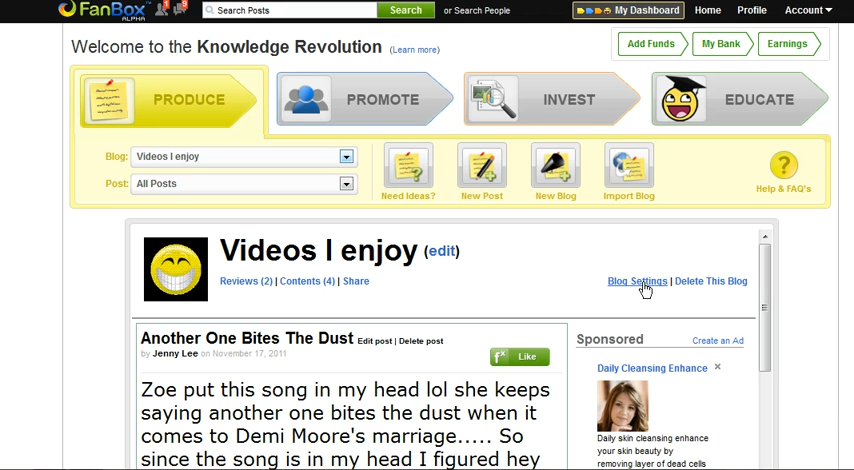 FanBox ALPHA 1 9 Search Posts Search or Search People My Dashboard Home Profile Account
Welcome to the Knowledge Revolution (Learn more) Add Funds My Bank Earnings
PRODUCE PROMOTE INVEST EDUCATE
Blog: Videos I enjoy
Post: All Posts
Need Ideas? New Post New Blog Import Blog Help & FAQ's
Videos I enjoy (edit)
Reviews (2) | Contents (4) | Share Blog Settings | Delete This Blog
Another One Bites The Dust Edit post | Delete post
by Jenny Lee on November 17, 2011
Like
Zoe put this song in my head lol she keeps
saying another one bites the dust when it
comes to Demi Moore's marriage..... So
since the song is in my head I figured hey
Sponsored Create an Ad
Daily Cleansing Enhance
Daily skin cleansing enhance
your skin beauty by
removing layer of dead cells